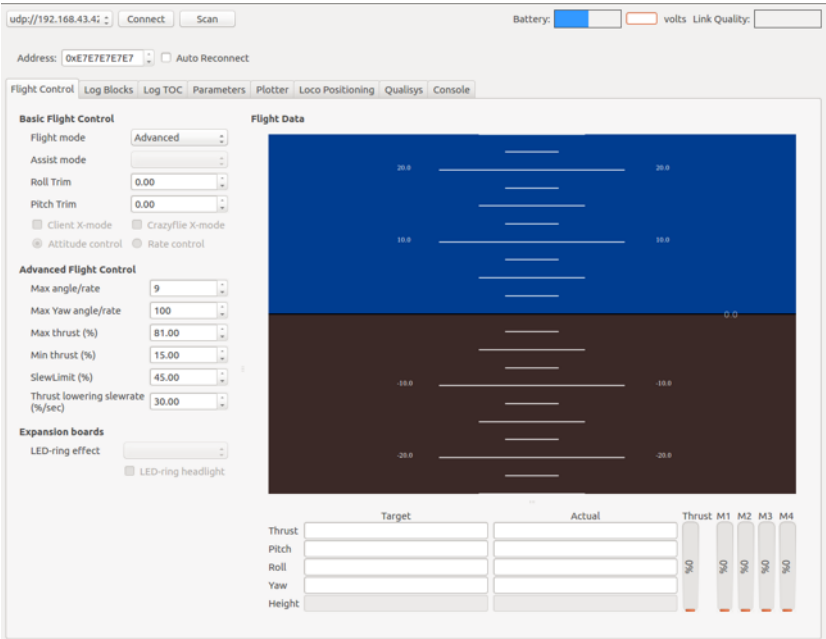 udp://192.168.43.42 Connect Scan Battery: volts Link Quality:
Address: 0xE7E7E7E7E7 Auto Reconnect
Flight Control Log Blocks Log TOC Parameters Plotter Loco Positioning Qualisys Console
Basic Flight Control
Flight mode Advanced
Assist mode
Roll Trim 0.00
Pitch Trim 0.00
Client X-mode Crazyflie X-mode
Attitude control Rate control
Advanced Flight Control
Max angle/rate 9
Max Yaw angle/rate 100
Max thrust (%) 81.00
Min thrust (%) 15.00
SlewLimit (%) 45.00
Thrust lowering slewrate
(%/sec) 30.00
Expansion boards
LED-ring effect
LED-ring headlight
Flight Data
20.0 20.0
10.0 10.0
0.0
-10.0 -10.0
-20.0 -20.0
Target Actual Thrust M1 M2 M3 M4
Thrust
Pitch
Roll
Yaw
Height
%0 %0 %0 %0 %0